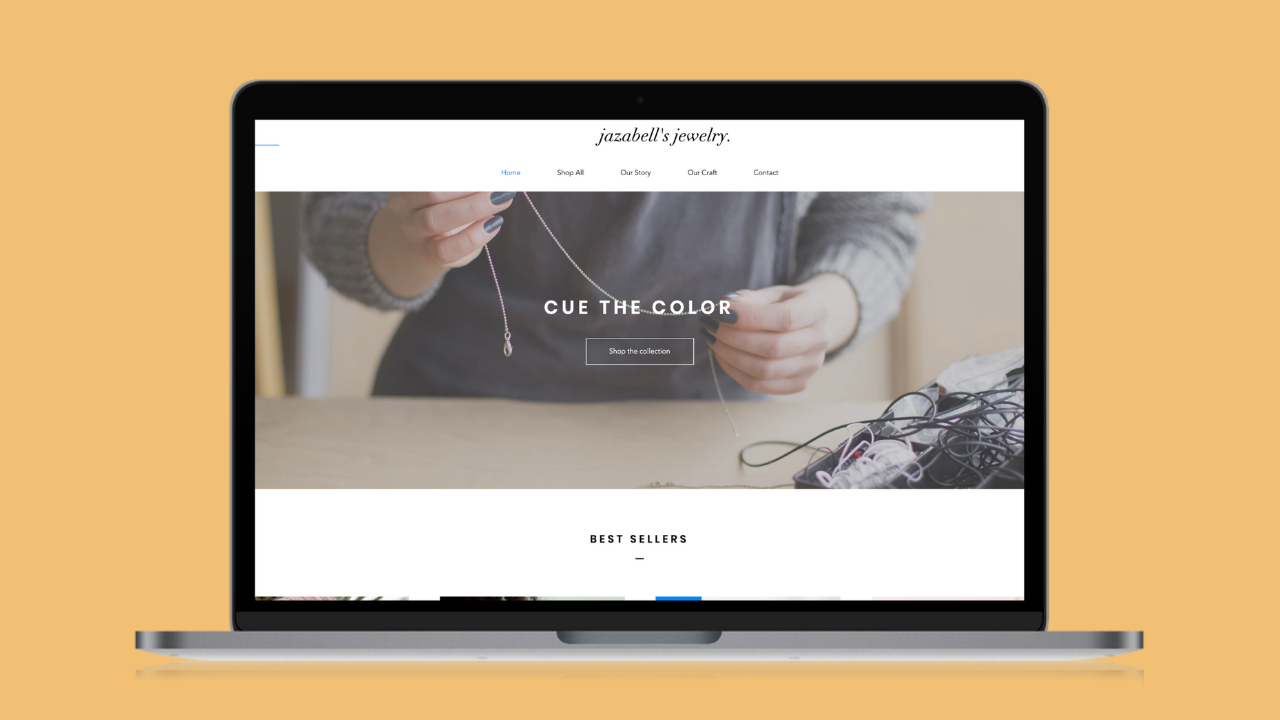 jazabell's jewelry.
Home Shop All Our Story Our Craft Contact
CUE THE COLOR
Shop the collection
BEST SELLERS